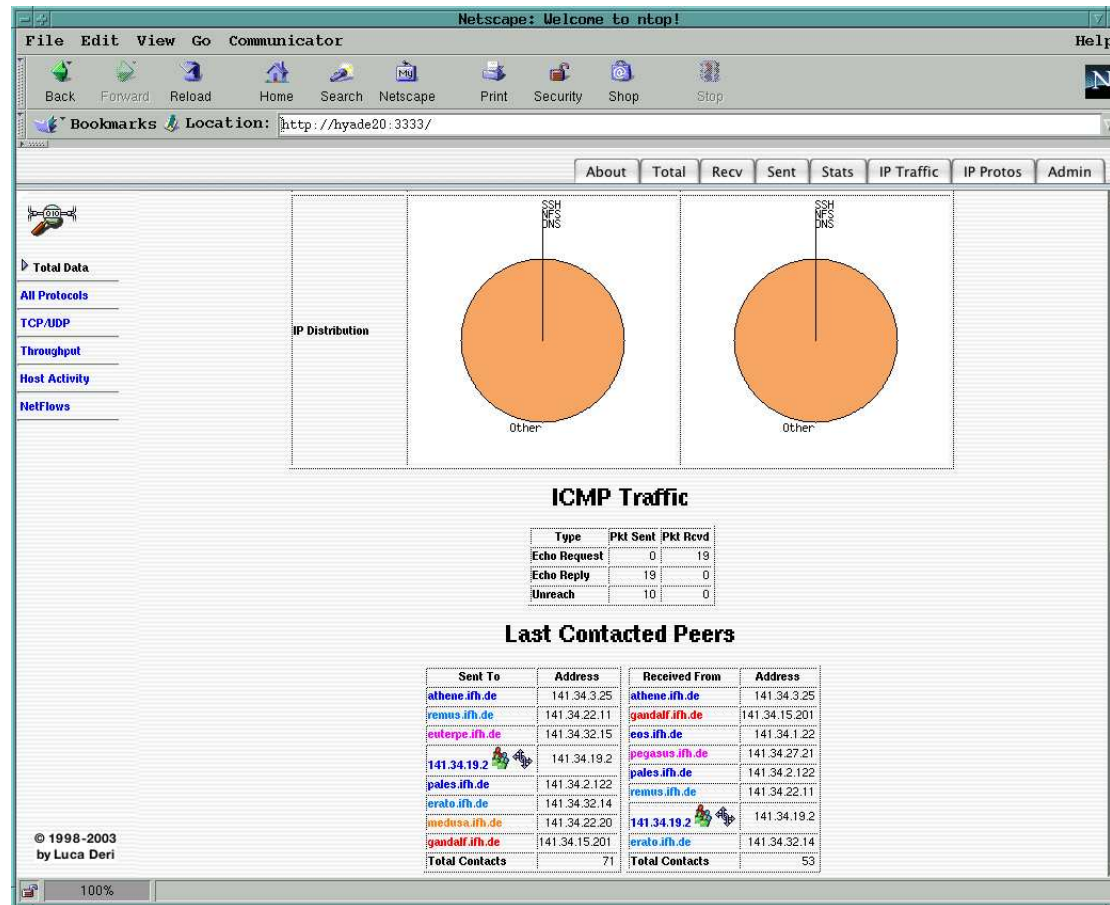 Netscape: Welcome to ntop!
File Edit View Go Communicator Help
Back Forward Reload Home Search Netscape Print Security Shop Stop
Bookmarks Location: http://hyade20:3333/
About Total Recv Sent Stats IP Traffic IP Protos Admin
Total Data
All Protocols
TCP/UDP
Throughput
Host Activity
NetFlows
IP Distribution
SSH
NFS
DNS
Other
SSH
NFS
DNS
Other
ICMP Traffic
Type Pkt Sent Pkt Rcvd
Echo Request 0 19
Echo Reply 19 0
Unreach 10 0
Last Contacted Peers
Sent To Address
athene.ifh.de 141.34.3.25
remus.ifh.de 141.34.22.11
euterpe.ifh.de 141.34.32.15
141.34.19.2 141.34.19.2
pales.ifh.de 141.34.2.122
erato.ifh.de 141.34.32.14
medusa.ifh.de 141.34.22.20
gandalf.ifh.de 141.34.15.201
Total Contacts 71
Received From Address
athene.ifh.de 141.34.3.25
gandalf.ifh.de 141.34.15.201
eos.ifh.de 141.34.1.22
pegasus.ifh.de 141.34.27.21
pales.ifh.de 141.34.2.122
remus.ifh.de 141.34.22.11
141.34.19.2 141.34.19.2
erato.ifh.de 141.34.32.14
Total Contacts 53
© 1998-2003
by Luca Deri
100%